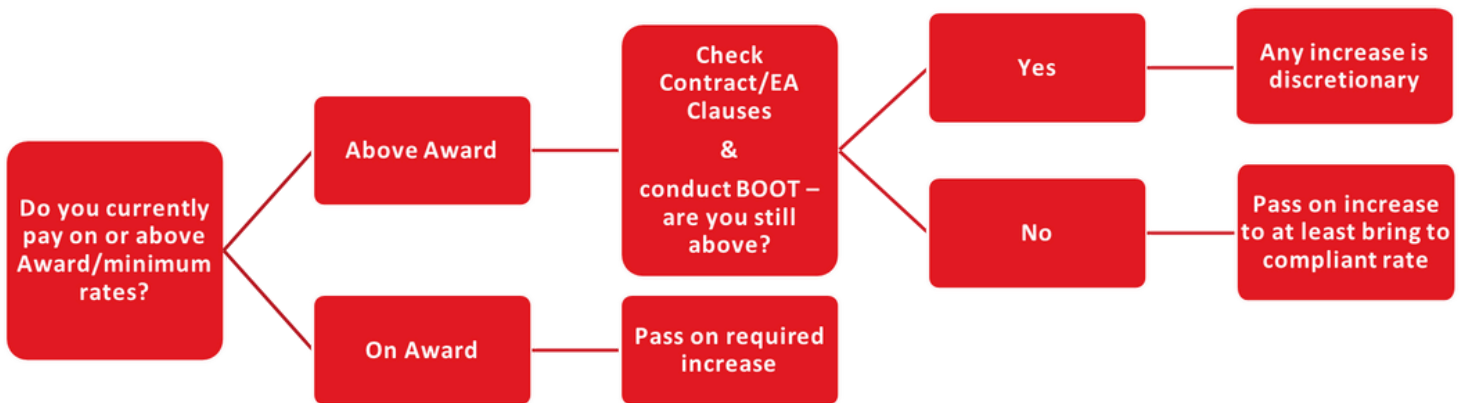 Do you currently
pay on or above
Award/minimum
rates?
Above Award
On Award
Check
Contract/EA
Clauses
&
conduct BOOT –
are you still
above?
Pass on required
increase
Yes
No
Any increase is
discretionary
Pass on increase
to at least bring to
compliant rate